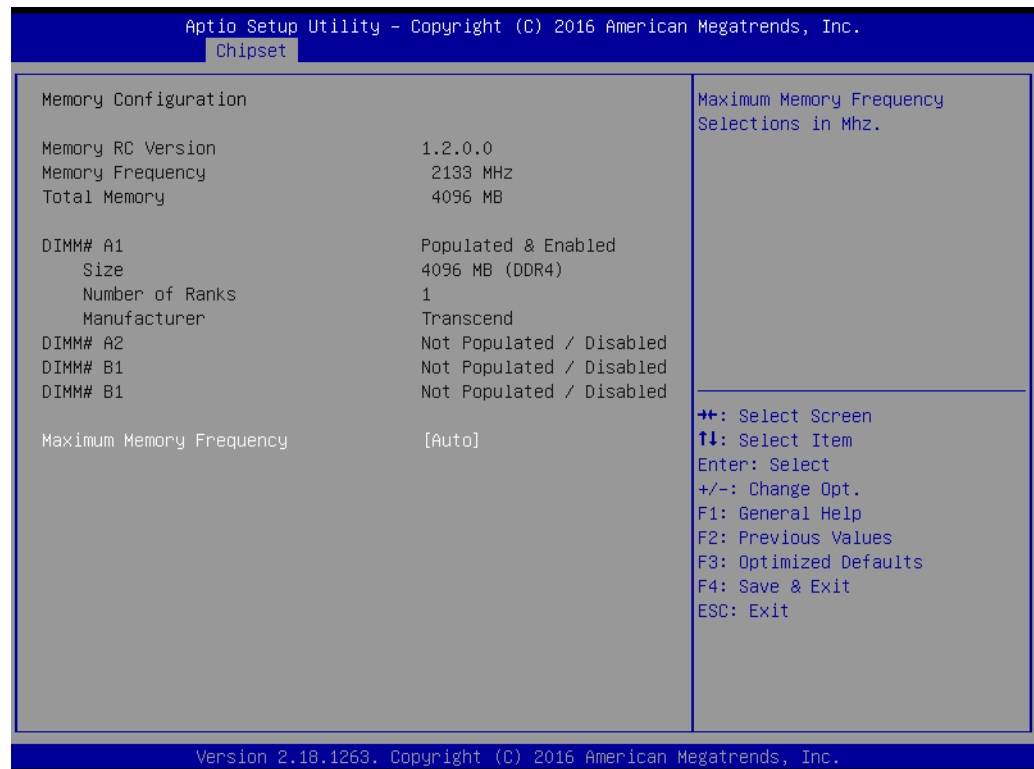 Aptio Setup Utility – Copyright (C) 2016 American Megatrends, Inc.
Chipset
Memory Configuration
Memory RC Version 1.2.0.0
Memory Frequency 2133 MHz
Total Memory 4096 MB
DIMM# A1 Populated & Enabled
Size 4096 MB (DDR4)
Number of Ranks 1
Manufacturer Transcend
DIMM# A2 Not Populated / Disabled
DIMM# B1 Not Populated / Disabled
DIMM# B1 Not Populated / Disabled
Maximum Memory Frequency [Auto]
Maximum Memory Frequency
Selections in Mhz.
→←: Select Screen
↑↓: Select Item
Enter: Select
+/-: Change Opt.
F1: General Help
F2: Previous Values
F3: Optimized Defaults
F4: Save & Exit
ESC: Exit
Version 2.18.1263. Copyright (C) 2016 American Megatrends, Inc.